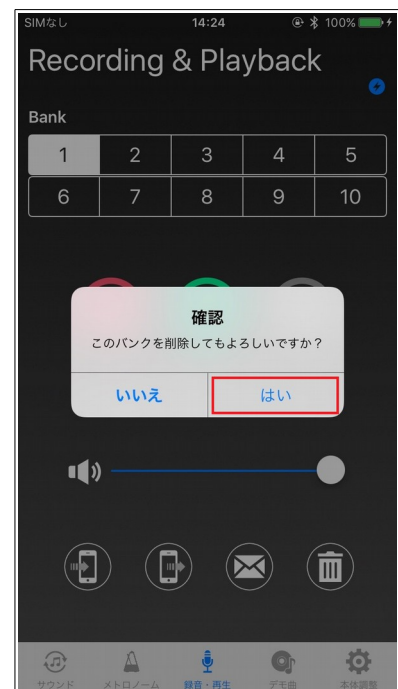 SIMなし 14:24 100%
Recording & Playback
Bank
1 2 3 4 5
6 7 8 9 10
確認
このバンクを削除してもよろしいですか？
いいえ はい
サウンド メトロノーム 録音・再生 デモ曲 本体調整